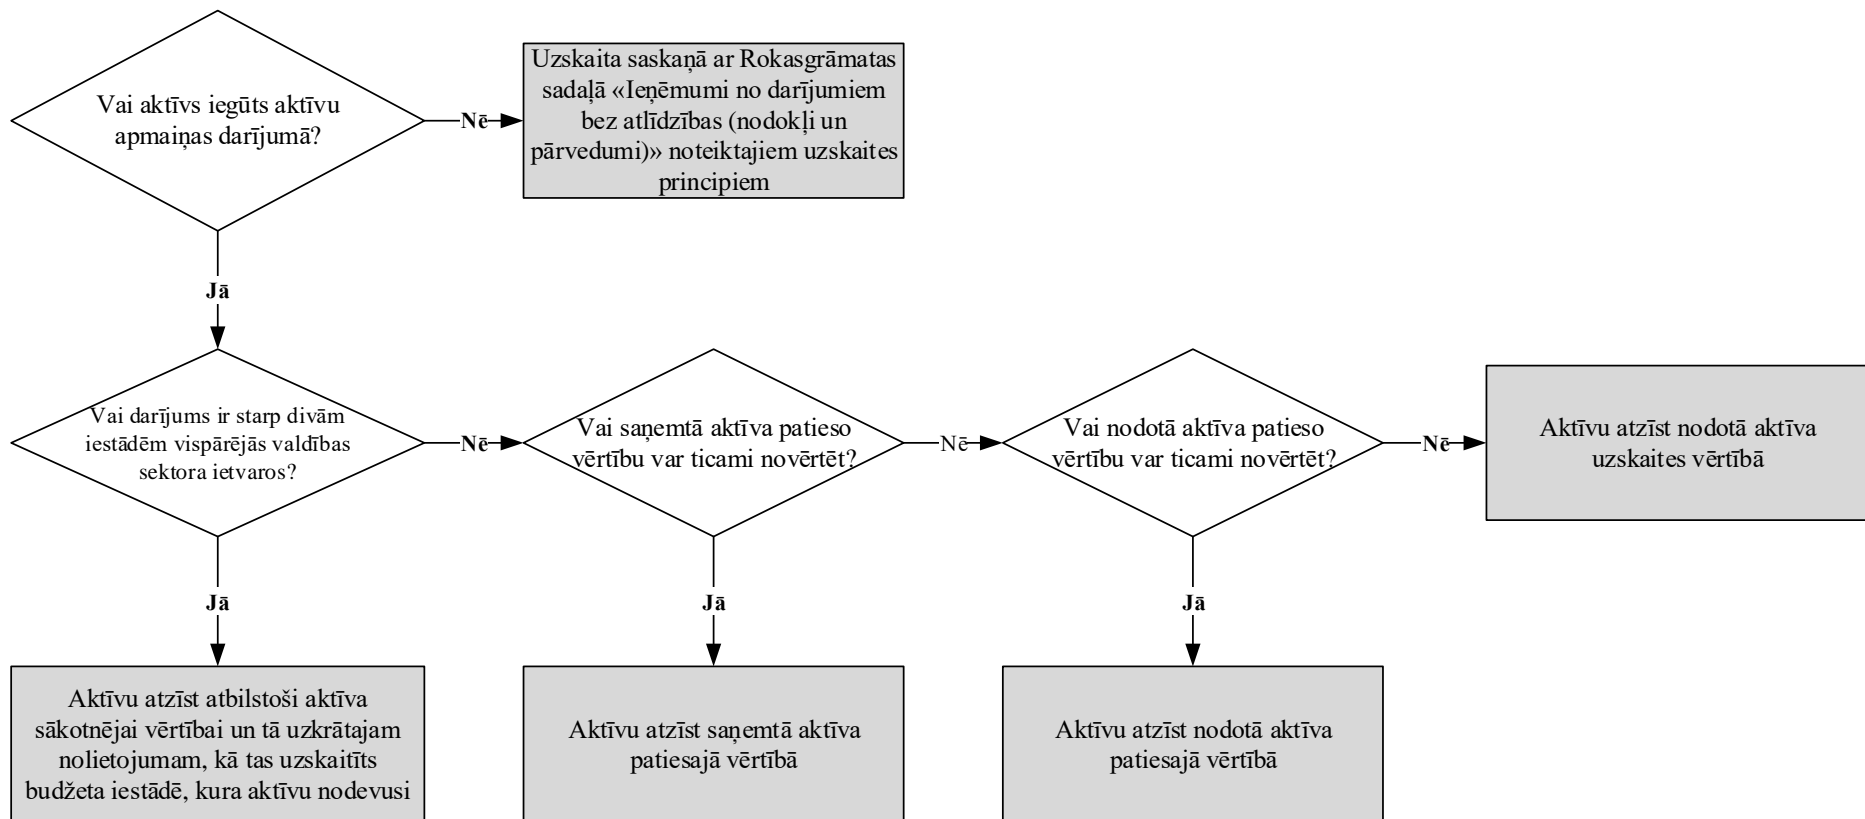 Vai aktīvs iegūts aktīvu
apmaiņas darījumā?
Nē
Uzskaita saskaņā ar Rokasgrāmatas
sadaļā «Ieņēmumi no darījumiem
bez atlīdzības (nodokļi un
pārvedumi)» noteiktajiem uzskaites
principiem
Jā
Vai darījums ir starp divām
iestādēm vispārējās valdības
sektora ietvaros?
Nē
Vai saņemtā aktīva patieso
vērtību var ticami novērtēt?
Nē
Vai nodotā aktīva patieso
vērtību var ticami novērtēt?
Nē
Aktīvu atzīst nodotā aktīva
uzskaites vērtībā
Jā
Jā
Jā
Aktīvu atzīst atbilstoši aktīva
sākotnējai vērtībai un tā uzkrātajam
nolietojumam, kā tas uzskaitīts
budžeta iestādē, kura aktīvu nodevusi
Aktīvu atzīst saņemtā aktīva
patiesajā vērtībā
Aktīvu atzīst nodotā aktīva
patiesajā vērtībā